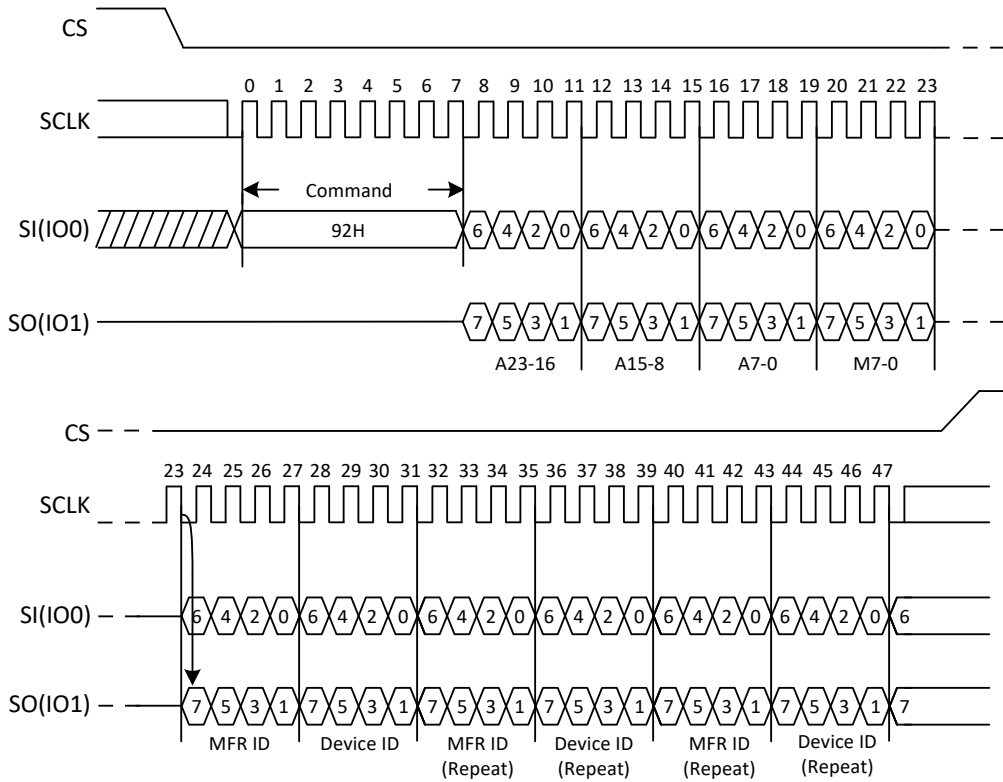 CS
0 1 2 3 4 5 6 7 8 9 10 11 12 13 14 15 16 17 18 19 20 21 22 23
SCLK
Command
SI(IO0) 92H 6 4 2 0 6 4 2 0 6 4 2 0 6 4 2 0
SO(IO1) 7 5 3 1 7 5 3 1 7 5 3 1 7 5 3 1
A23-16 A15-8 A7-0 M7-0
CS
23 24 25 26 27 28 29 30 31 32 33 34 35 36 37 38 39 40 41 42 43 44 45 46 47
SCLK
SI(IO0) 6 4 2 0 6 4 2 0 6 4 2 0 6 4 2 0 6 4 2 0 6 4 2 0 6
SO(IO1) 7 5 3 1 7 5 3 1 7 5 3 1 7 5 3 1 7 5 3 1 7 5 3 1 7
MFR ID Device ID MFR ID Device ID MFR ID Device ID
(Repeat) (Repeat) (Repeat) (Repeat)